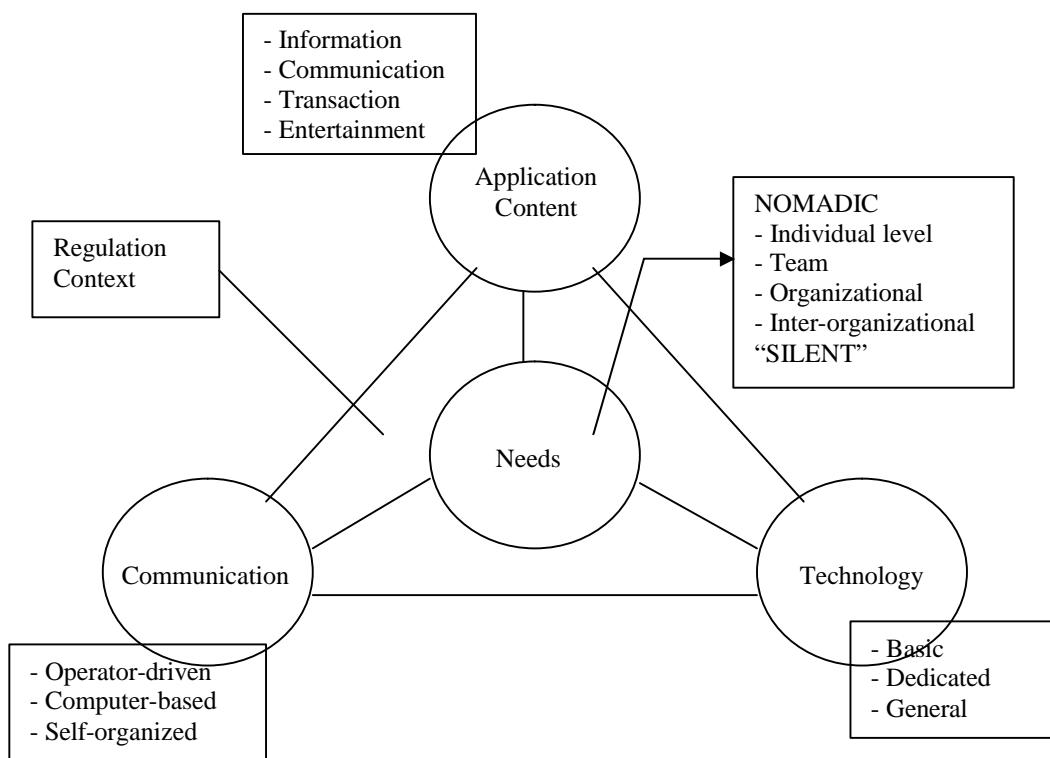 - Information
- Communication
- Transaction
- Entertainment
Application
Content
NOMADIC
- Individual level
- Team
- Organizational
- Inter-organizational
“SILENT”
Regulation
Context
Needs
Communication
Technology
- Operator-driven
- Computer-based
- Self-organized
- Basic
- Dedicated
- General